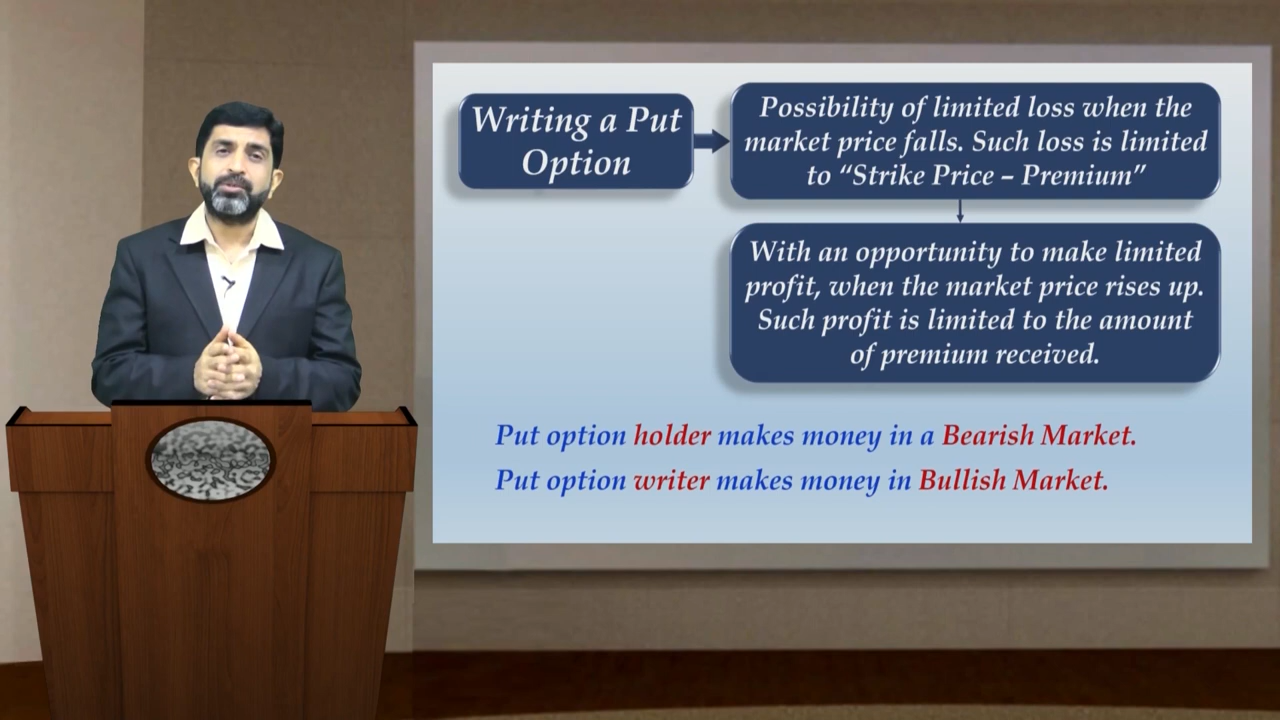 Writing a Put
Option
Possibility of limited loss when the
market price falls. Such loss is limited
to “Strike Price – Premium”
With an opportunity to make limited
profit, when the market price rises up.
Such profit is limited to the amount
of premium received.
Put option holder makes money in a Bearish Market.
Put option writer makes money in Bullish Market.